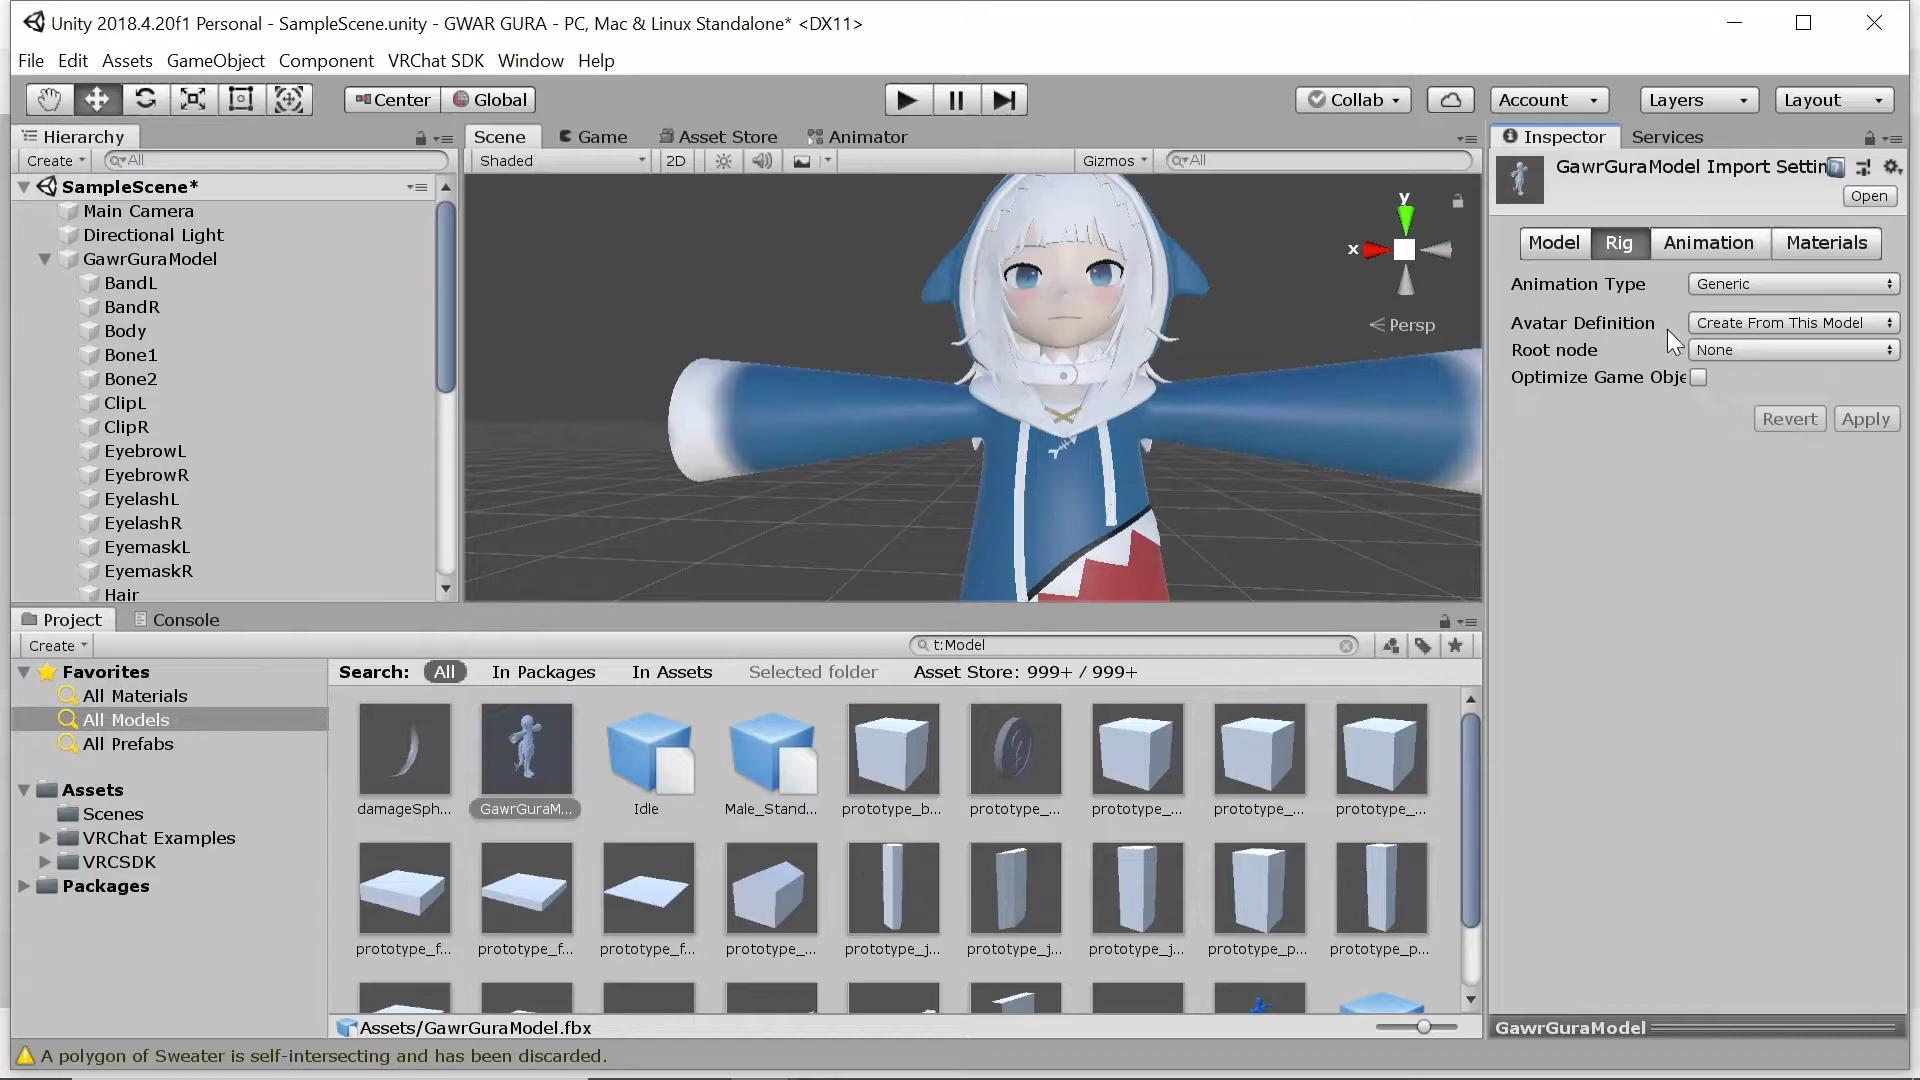 Unity 2018.4.20f1 Personal - SampleScene.unity - GWAR GURA - PC, Mac & Linux Standalone* <DX11>
File Edit Assets GameObject Component VRChat SDK Window Help
Center Global Collab Account Layers Layout
Hierarchy
Create All
SampleScene*
Main Camera
Directional Light
GawrGuraModel
BandL
BandR
Body
Bone1
Bone2
ClipL
ClipR
EyebrowL
EyebrowR
EyelashL
EyelashR
EyemaskL
EyemaskR
Hair
Scene Game Asset Store Animator
Shaded 2D Gizmos All
y
x
Persp
Inspector Services
GawrGuraModel Import Settin
Open
Model Rig Animation Materials
Animation Type Generic
Avatar Definition Create From This Model
Root node None
Optimize Game Obje
Revert Apply
Project Console
Create t:Model
Favorites
All Materials
All Models
All Prefabs
Assets
Scenes
VRChat Examples
VRCSDK
Packages
Search: All In Packages In Assets Selected folder Asset Store: 999+ / 999+
damageSph... GawrGuraM... Idle Male_Stand... prototype_b... prototype_... prototype_... prototype_... prototype_...
prototype_f... prototype_f... prototype_f... prototype_... prototype_j... prototype_j... prototype_j... prototype_p... prototype_p...
Assets/GawrGuraModel.fbx
GawrGuraModel
A polygon of Sweater is self-intersecting and has been discarded.